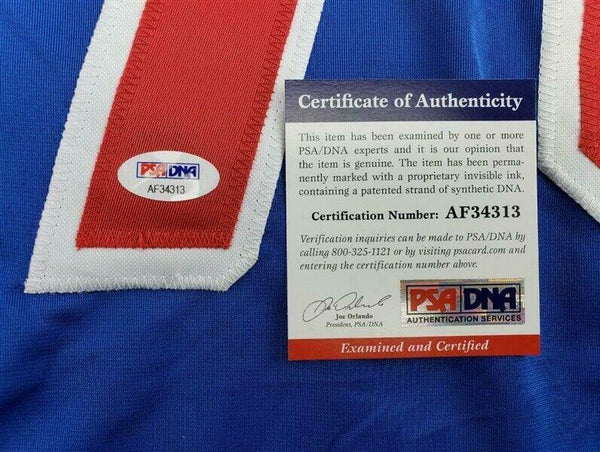 PSA DNA
AF34313
Certificate of Authenticity
This item has been examined by one or more
PSA/DNA experts and it is our opinion that
the item is genuine. The item has been perma-
nently marked with a proprietary invisible ink,
containing a patented strand of synthetic DNA.
Certification Number: AF34313
Verification inquiries can be made to PSA/DNA by
calling 800-325-1121 or by visiting psacard.com and
entering the certification number above.
Joe Orlando
President, PSA/DNA
PSA DNA
AUTHENTICATION SERVICES
Examined and Certified